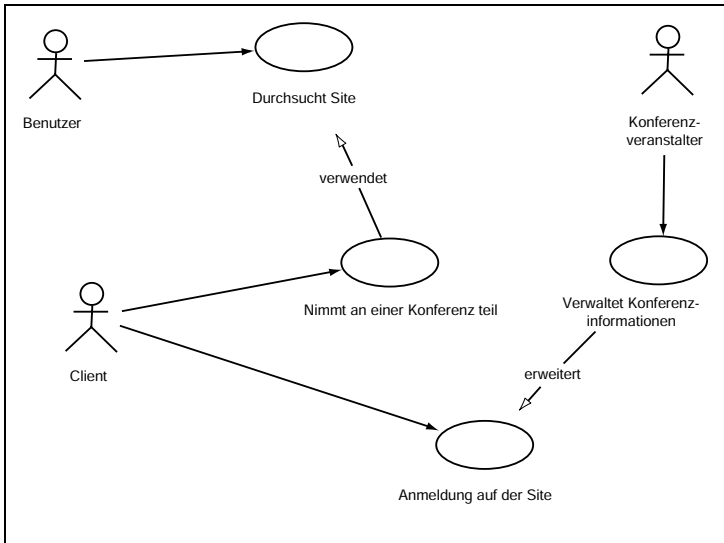 Durchsucht Site
Benutzer
Konferenz-
veranstalter
verwendet
Nimmt an einer Konferenz teil
Verwaltet Konferenz-
informationen
Client
erweitert
Anmeldung auf der Site